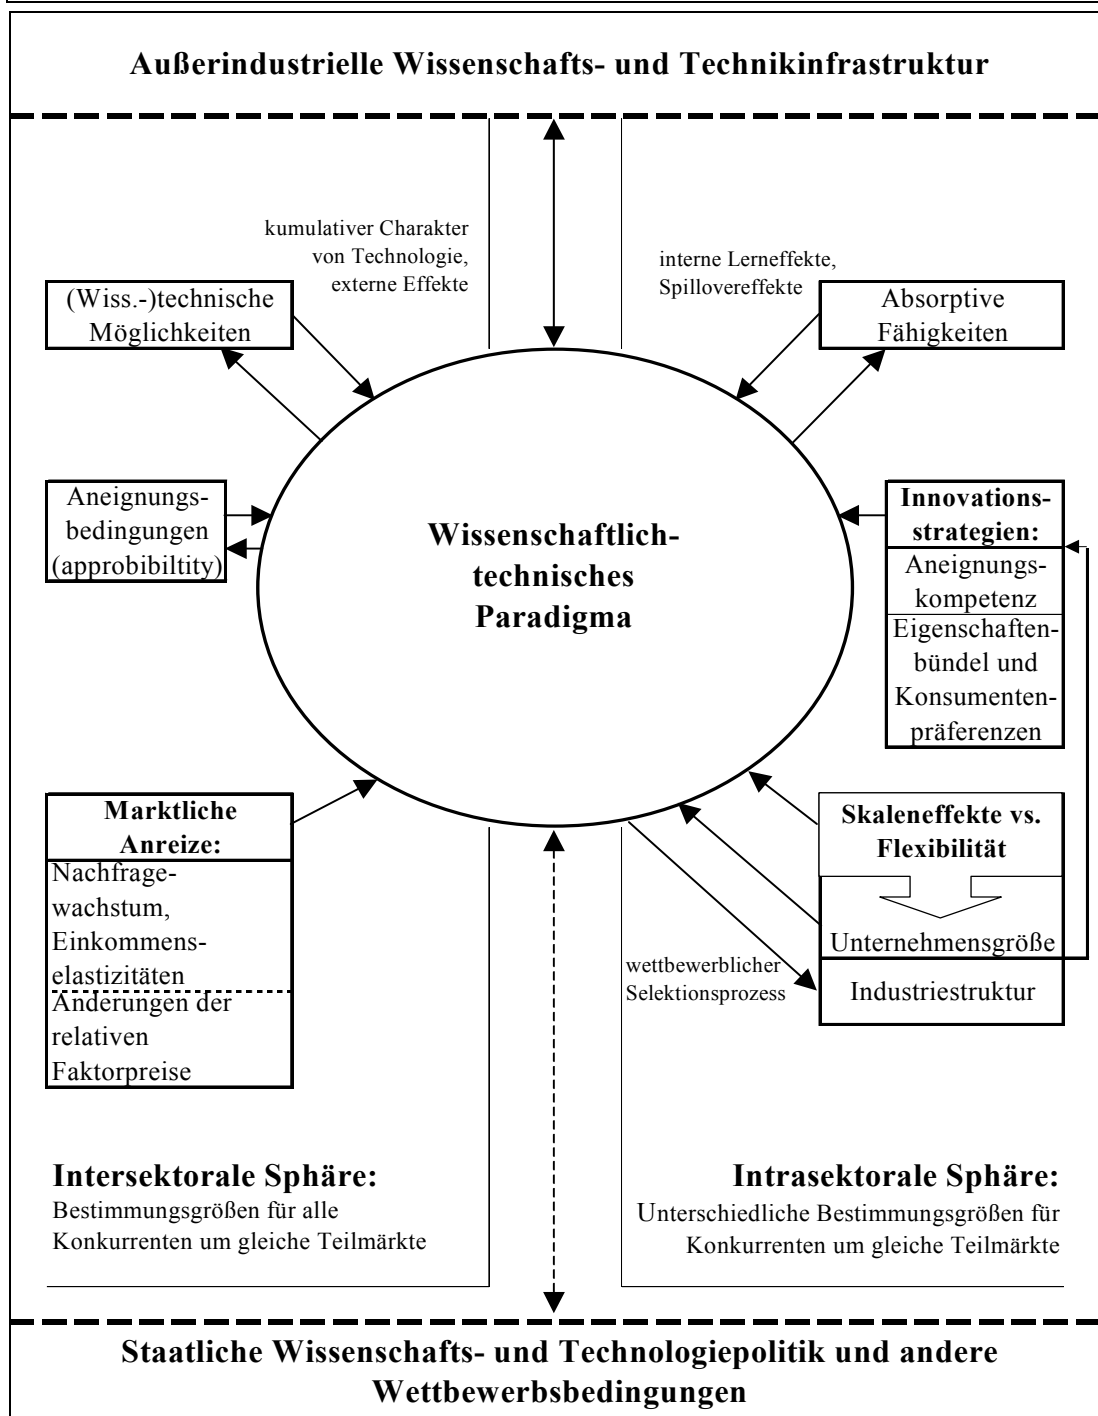 Außerindustrielle Wissenschafts- und Technikinfrastruktur
kumulativer Charakter
von Technologie,
externe Effekte
interne Lerneffekte,
Spillovereffekte
(Wiss.-)technische
Möglichkeiten
Absorptive
Fähigkeiten
Aneignungs-
bedingungen
(approbibiltity)
Wissenschaftlich-
technisches
Paradigma
Innovations-
strategien:
Aneignungs-
kompetenz
Eigenschaften-
bündel und
Konsumenten-
präferenzen
Marktliche
Anreize:
Nachfrage-
wachstum,
Einkommens-
elastizitäten
Änderungen der
relativen
Faktorpreise
Skaleneffekte vs.
Flexibilität
Unternehmensgröße
Industriestruktur
wettbewerblicher
Selektionsprozess
Intersektorale Sphäre:
Bestimmungsgrößen für alle
Konkurrenten um gleiche Teilmärkte
Intrasektorale Sphäre:
Unterschiedliche Bestimmungsgrößen für
Konkurrenten um gleiche Teilmärkte
Staatliche Wissenschafts- und Technologiepolitik und andere
Wettbewerbsbedingungen